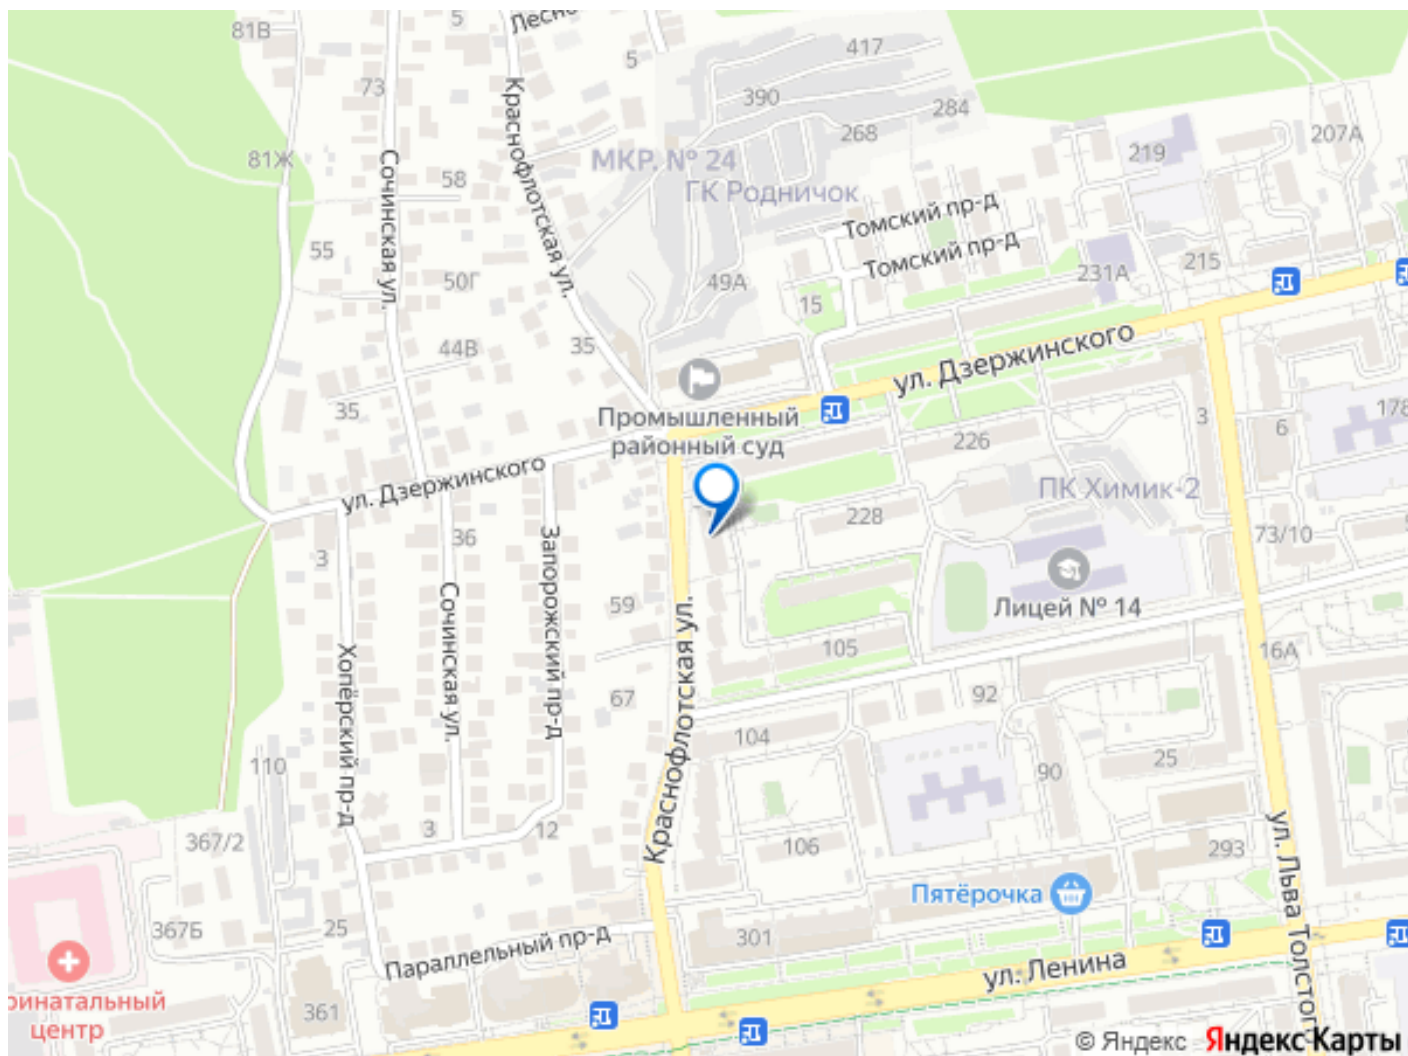 81В
5
Лесно
417
5
73
390
284
Краснофлотская ул.
268
207А
219
МКР. № 24
81Ж
ГК Родничок
Сочинская ул.
58
Томский пр-д
Томский пр-д
55
50Г
49А
231А
215
15
44В
35
ул. Дзержинского
35
Промышленный
районный суд
3
178
6
226
ул. Дзержинского
ПК Химик-2
228
36
3
73/10
Запорожский пр-д
Лицей № 14
Сочинская ул.
59
105
16А
Хопёрский пр-д
67
92
Краснофлотская ул.
104
25
90
110
3
12
106
367/2
293
Пятёрочка
ул. Льва Толстого
367Б
25
301
Параллельный пр-д
ул. Ленина
ринатальный
центр
361
© Яндекс Яндекс Карты